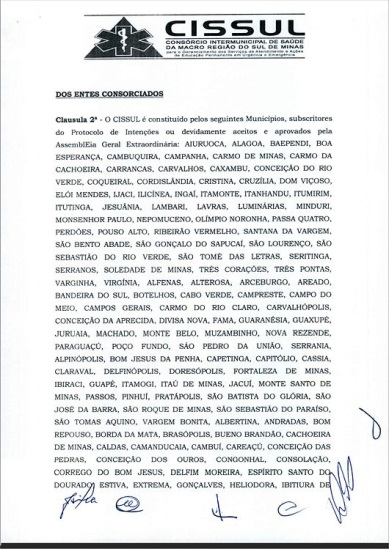 CISSUL
CONSÓRCIO INTERMUNICIPAL DE SAÚDE
DA MACRO REGIÃO DO SUL DE MINAS
para o Gerenciamento dos Serviços de Atendimento e Ações
de Educação Permanente em Urgência e Emergência
DOS ENTES CONSORCIADOS
Clausula 2ª - O CISSUL é constituído pelos seguintes Municípios, subscritores
do Protocolo de Intenções ou devidamente aceitos e aprovados pela
AssemblEia Geral Extraordinária: AIURUOCA, ALAGOA, BAEPENDI, BOA
ESPERANÇA, CAMBUQUIRA, CAMPANHA, CARMO DE MINAS, CARMO DA
CACHOEIRA, CARRANCAS, CARVALHOS, CAXAMBU, CONCEIÇÃO DO RIO
VERDE, COQUEIRAL, CORDISLÂNDIA, CRISTINA, CRUZÍLIA, DOM VIÇOSO,
ELÓI MENDES, IJACI, ILICÍNEA, INGAÍ, ITAMONTE, ITANHANDU, ITUMIRIM,
ITUTINGA, JESUÂNIA, LAMBARI, LAVRAS, LUMINÁRIAS, MINDURI,
MONSENHOR PAULO, NEPOMUCENO, OLÍMPIO NORONHA, PASSA QUATRO,
PERDÕES, POUSO ALTO, RIBEIRÃO VERMELHO, SANTANA DA VARGEM,
SÃO BENTO ABADE, SÃO GONÇALO DO SAPUCAÍ, SÃO LOURENÇO, SÃO
SEBASTIÃO DO RIO VERDE, SÃO TOMÉ DAS LETRAS, SERITINGA,
SERRANOS, SOLEDADE DE MINAS, TRÊS CORAÇÕES, TRÊS PONTAS,
VARGINHA, VIRGÍNIA, ALFENAS, ALTEROSA, ARCEBURGO, AREADO,
BANDEIRA DO SUL, BOTELHOS, CABO VERDE, CAMPRESTE, CAMPO DO
MEIO, CAMPOS GERAIS, CARMO DO RIO CLARO, CARVALHÓPOLIS,
CONCEIÇÃO DA APRECIDA, DIVISA NOVA, FAMA, GUARANÉSIA, GUAXUPÉ,
JURUAIA, MACHADO, MONTE BELO, MUZAMBINHO, NOVA REZENDE,
PARAGUAÇÚ, POÇO FUNDO, SÃO PEDRO DA UNIÃO, SERRANIA,
ALPINÓPOLIS, BOM JESUS DA PENHA, CAPETINGA, CAPITÓLIO, CASSIA,
CLARAVAL, DELFINÓPOLIS, DORESÓPOLIS, FORTALEZA DE MINAS,
IBIRACI, GUAPÉ, ITAMOGI, ITAÚ DE MINAS, JACUÍ, MONTE SANTO DE
MINAS, PASSOS, PINHUÍ, PRATÁPOLIS, SÃO BATISTA DO GLÓRIA, SÃO
JOSÉ DA BARRA, SÃO ROQUE DE MINAS, SÃO SEBASTIÃO DO PARAÍSO,
SÃO TOMAS AQUINO, VARGEM BONITA, ALBERTINA, ANDRADAS, BOM
REPOUSO, BORDA DA MATA, BRASÓPOLIS, BUENO BRANDÃO, CACHOEIRA
DE MINAS, CALDAS, CAMANDUCAIA, CAMBUÍ, CAREAÇÚ, CONCEIÇÃO DAS
PEDRAS, CONCEIÇÃO DOS OUROS, CONGONHAL, CONSOLAÇÃO,
CORREGO DO BOM JESUS, DELFIM MOREIRA, ESPÍRITO SANTO DO
DOURADO, ESTIVA, EXTREMA, GONÇALVES, HELIODORA, IBITIURA DE